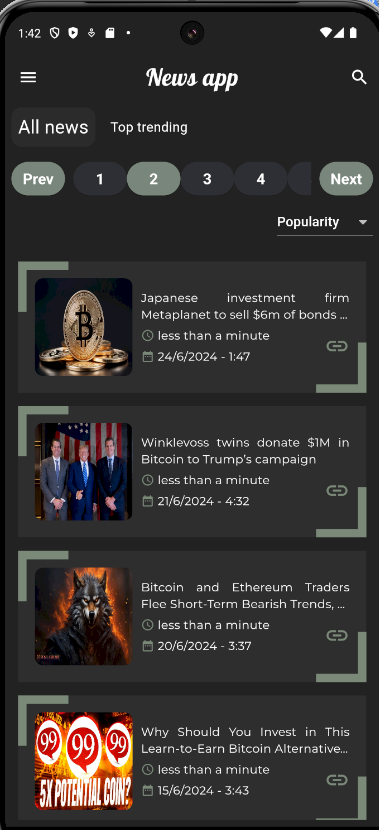 1:42
News app
All news
Top trending
Prev
1
2
3
4
Next
Popularity
Japanese investment firm
Metaplanet to sell $6m of bonds ...
less than a minute
24/6/2024 - 1:47
Winklevoss twins donate $1M in
Bitcoin to Trump's campaign
less than a minute
21/6/2024 - 4:32
Bitcoin and Ethereum Traders
Flee Short-Term Bearish Trends, ...
less than a minute
20/6/2024 - 3:37
99 99 99
5X POTENTIAL COIN?
Why Should You Invest in This
Learn-to-Earn Bitcoin Alternative...
less than a minute
15/6/2024 - 3:43